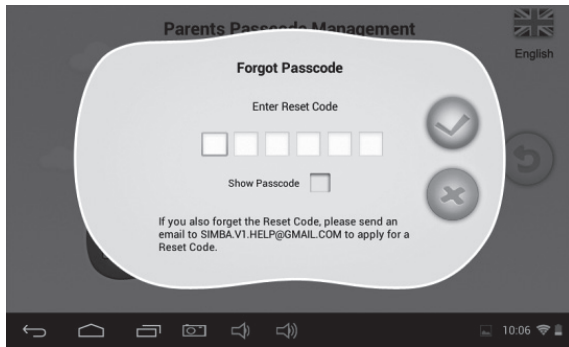 Parents Passcode Management
English
Forgot Passcode
Enter Reset Code
Show Passcode
If you also forget the Reset Code, please send an
email to SIMBA.V1.HELP@GMAIL.COM to apply for a
Reset Code.
10:06